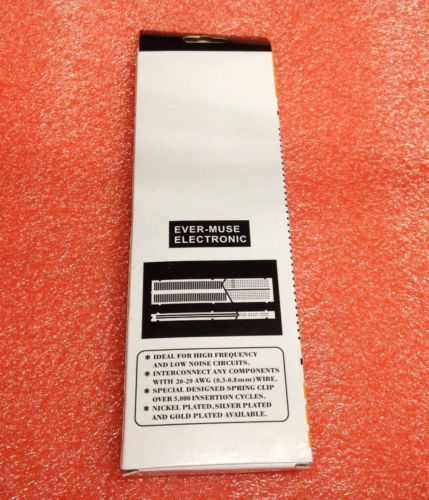 EVER-MUSE
ELECTRONIC
* IDEAL FOR HIGH FREQUENCY
AND LOW NOISE CIRCUITS.
* INTERCONNECT ANY COMPONENTS
WITH 20-29 AWG (0.3-0.8mm) WIRE.
* SPECIAL DESIGNED SPRING CLIP
OVER 5,000 INSERTION CYCLES.
* NICKEL PLATED, SILVER PLATED
AND GOLD PLATED AVAILABLE.